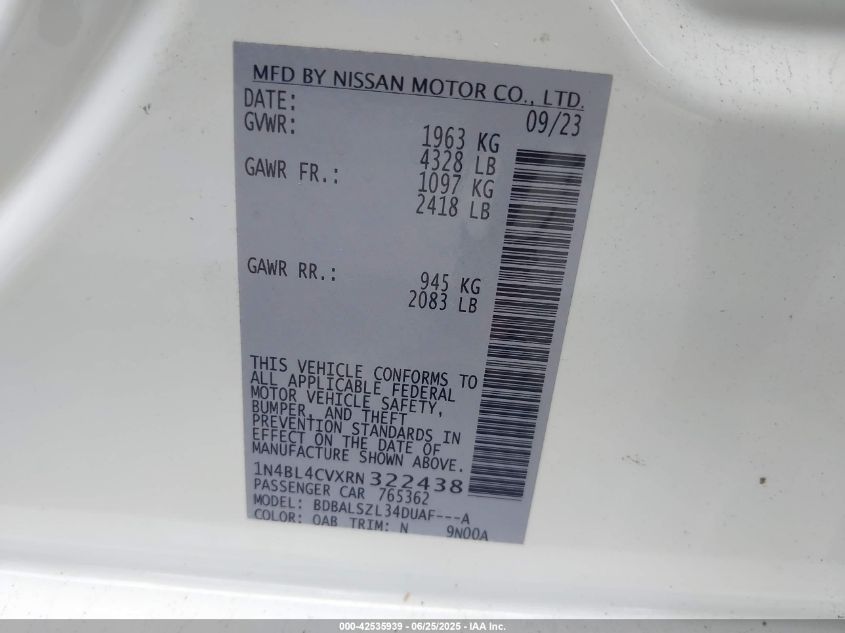 MFD BY NISSAN MOTOR CO., LTD.
DATE: 09/23
GVWR: 1963 KG
4328 LB
GAWR FR.: 1097 KG
2418 LB
GAWR RR.: 945 KG
2083 LB
THIS VEHICLE CONFORMS TO
ALL APPLICABLE FEDERAL
MOTOR VEHICLE SAFETY,
BUMPER, AND THEFT
PREVENTION STANDARDS IN
EFFECT ON THE DATE OF
MANUFACTURE SHOWN ABOVE.
1N4BL4CVXRN322438
PASSENGER CAR 765362
MODEL: BDBALSZL34DUAF---A
COLOR: QAB TRIM: N 9N00A
000-42535939 - 06/25/2025 - IAA Inc.